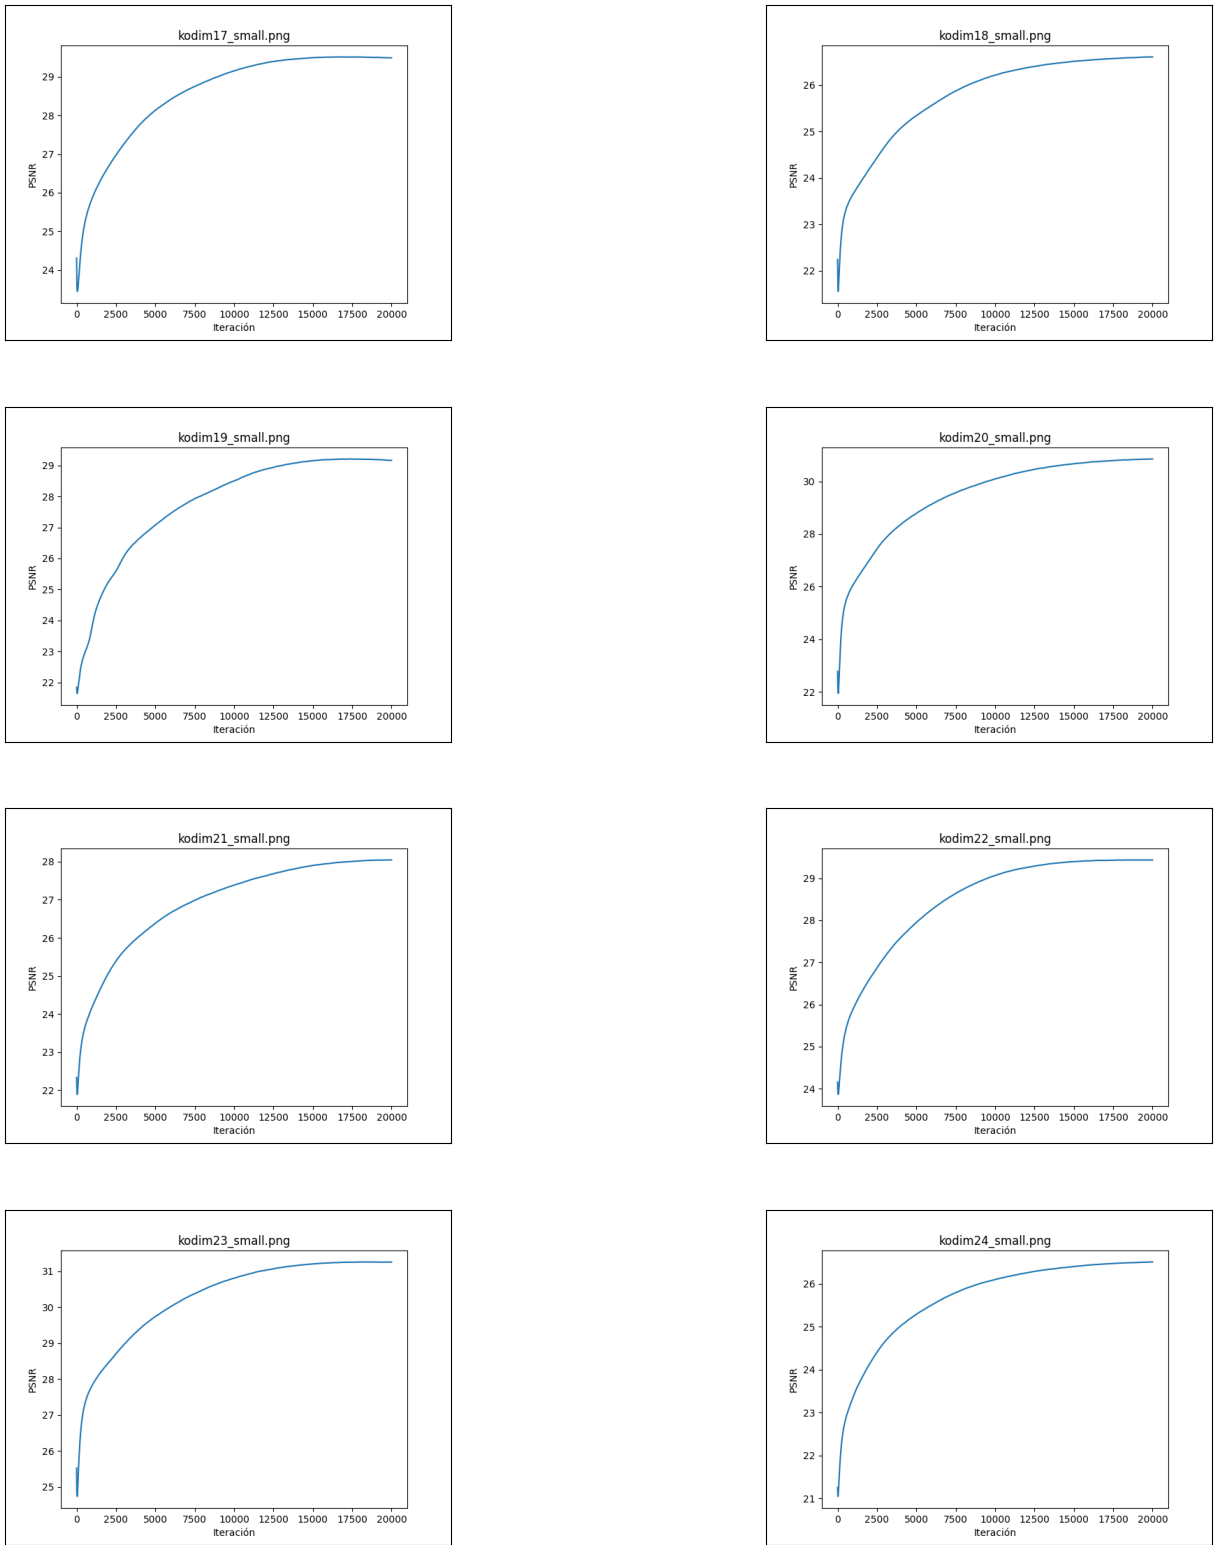 kodim17_small.png
29
28
27
26
25
24
PSNR
0 2500 5000 7500 10000 12500 15000 17500 20000
Iteración
kodim18_small.png
26
25
24
23
22
PSNR
0 2500 5000 7500 10000 12500 15000 17500 20000
Iteración
kodim19_small.png
29
28
27
26
25
24
23
22
PSNR
0 2500 5000 7500 10000 12500 15000 17500 20000
Iteración
kodim20_small.png
30
28
26
24
22
PSNR
0 2500 5000 7500 10000 12500 15000 17500 20000
Iteración
kodim21_small.png
28
27
26
25
24
23
22
PSNR
0 2500 5000 7500 10000 12500 15000 17500 20000
Iteración
kodim22_small.png
29
28
27
26
25
24
PSNR
0 2500 5000 7500 10000 12500 15000 17500 20000
Iteración
kodim23_small.png
31
30
29
28
27
26
25
PSNR
0 2500 5000 7500 10000 12500 15000 17500 20000
Iteración
kodim24_small.png
26
25
24
23
22
21
PSNR
0 2500 5000 7500 10000 12500 15000 17500 20000
Iteración